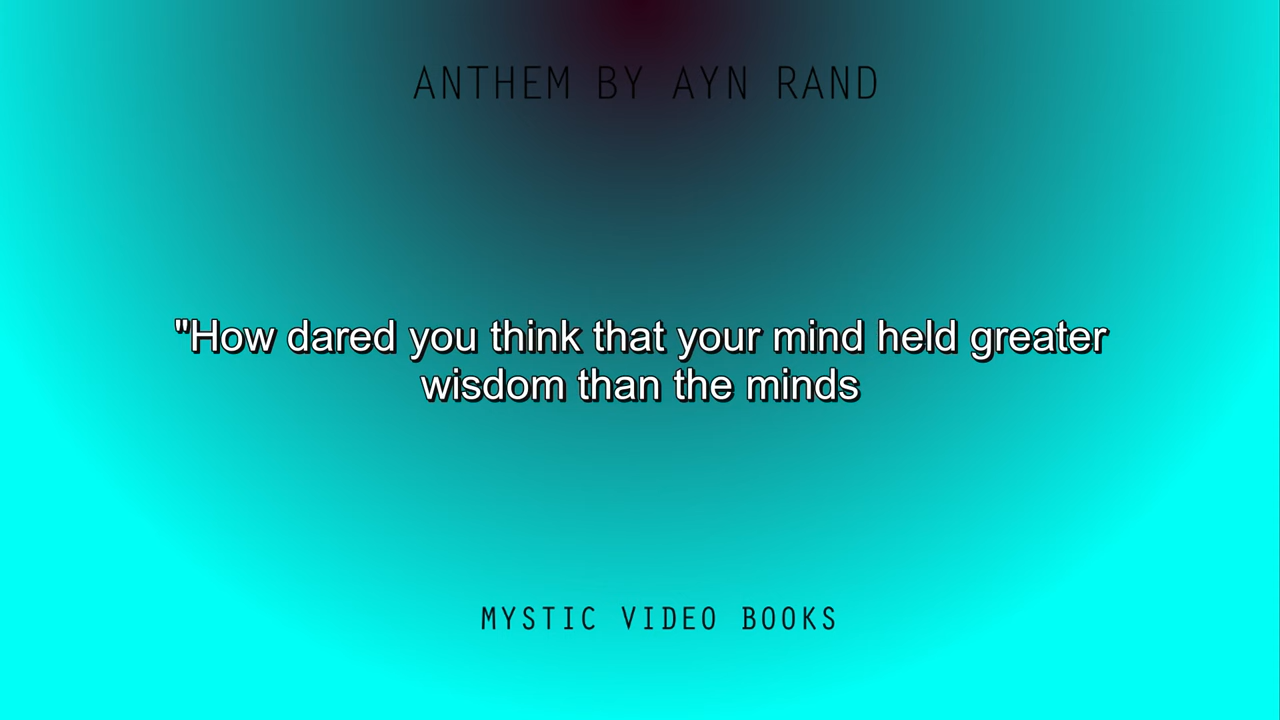 ANTHEM BY AYN RAND
"How dared you think that your mind held greater
wisdom than the minds
MYSTIC VIDEO BOOKS